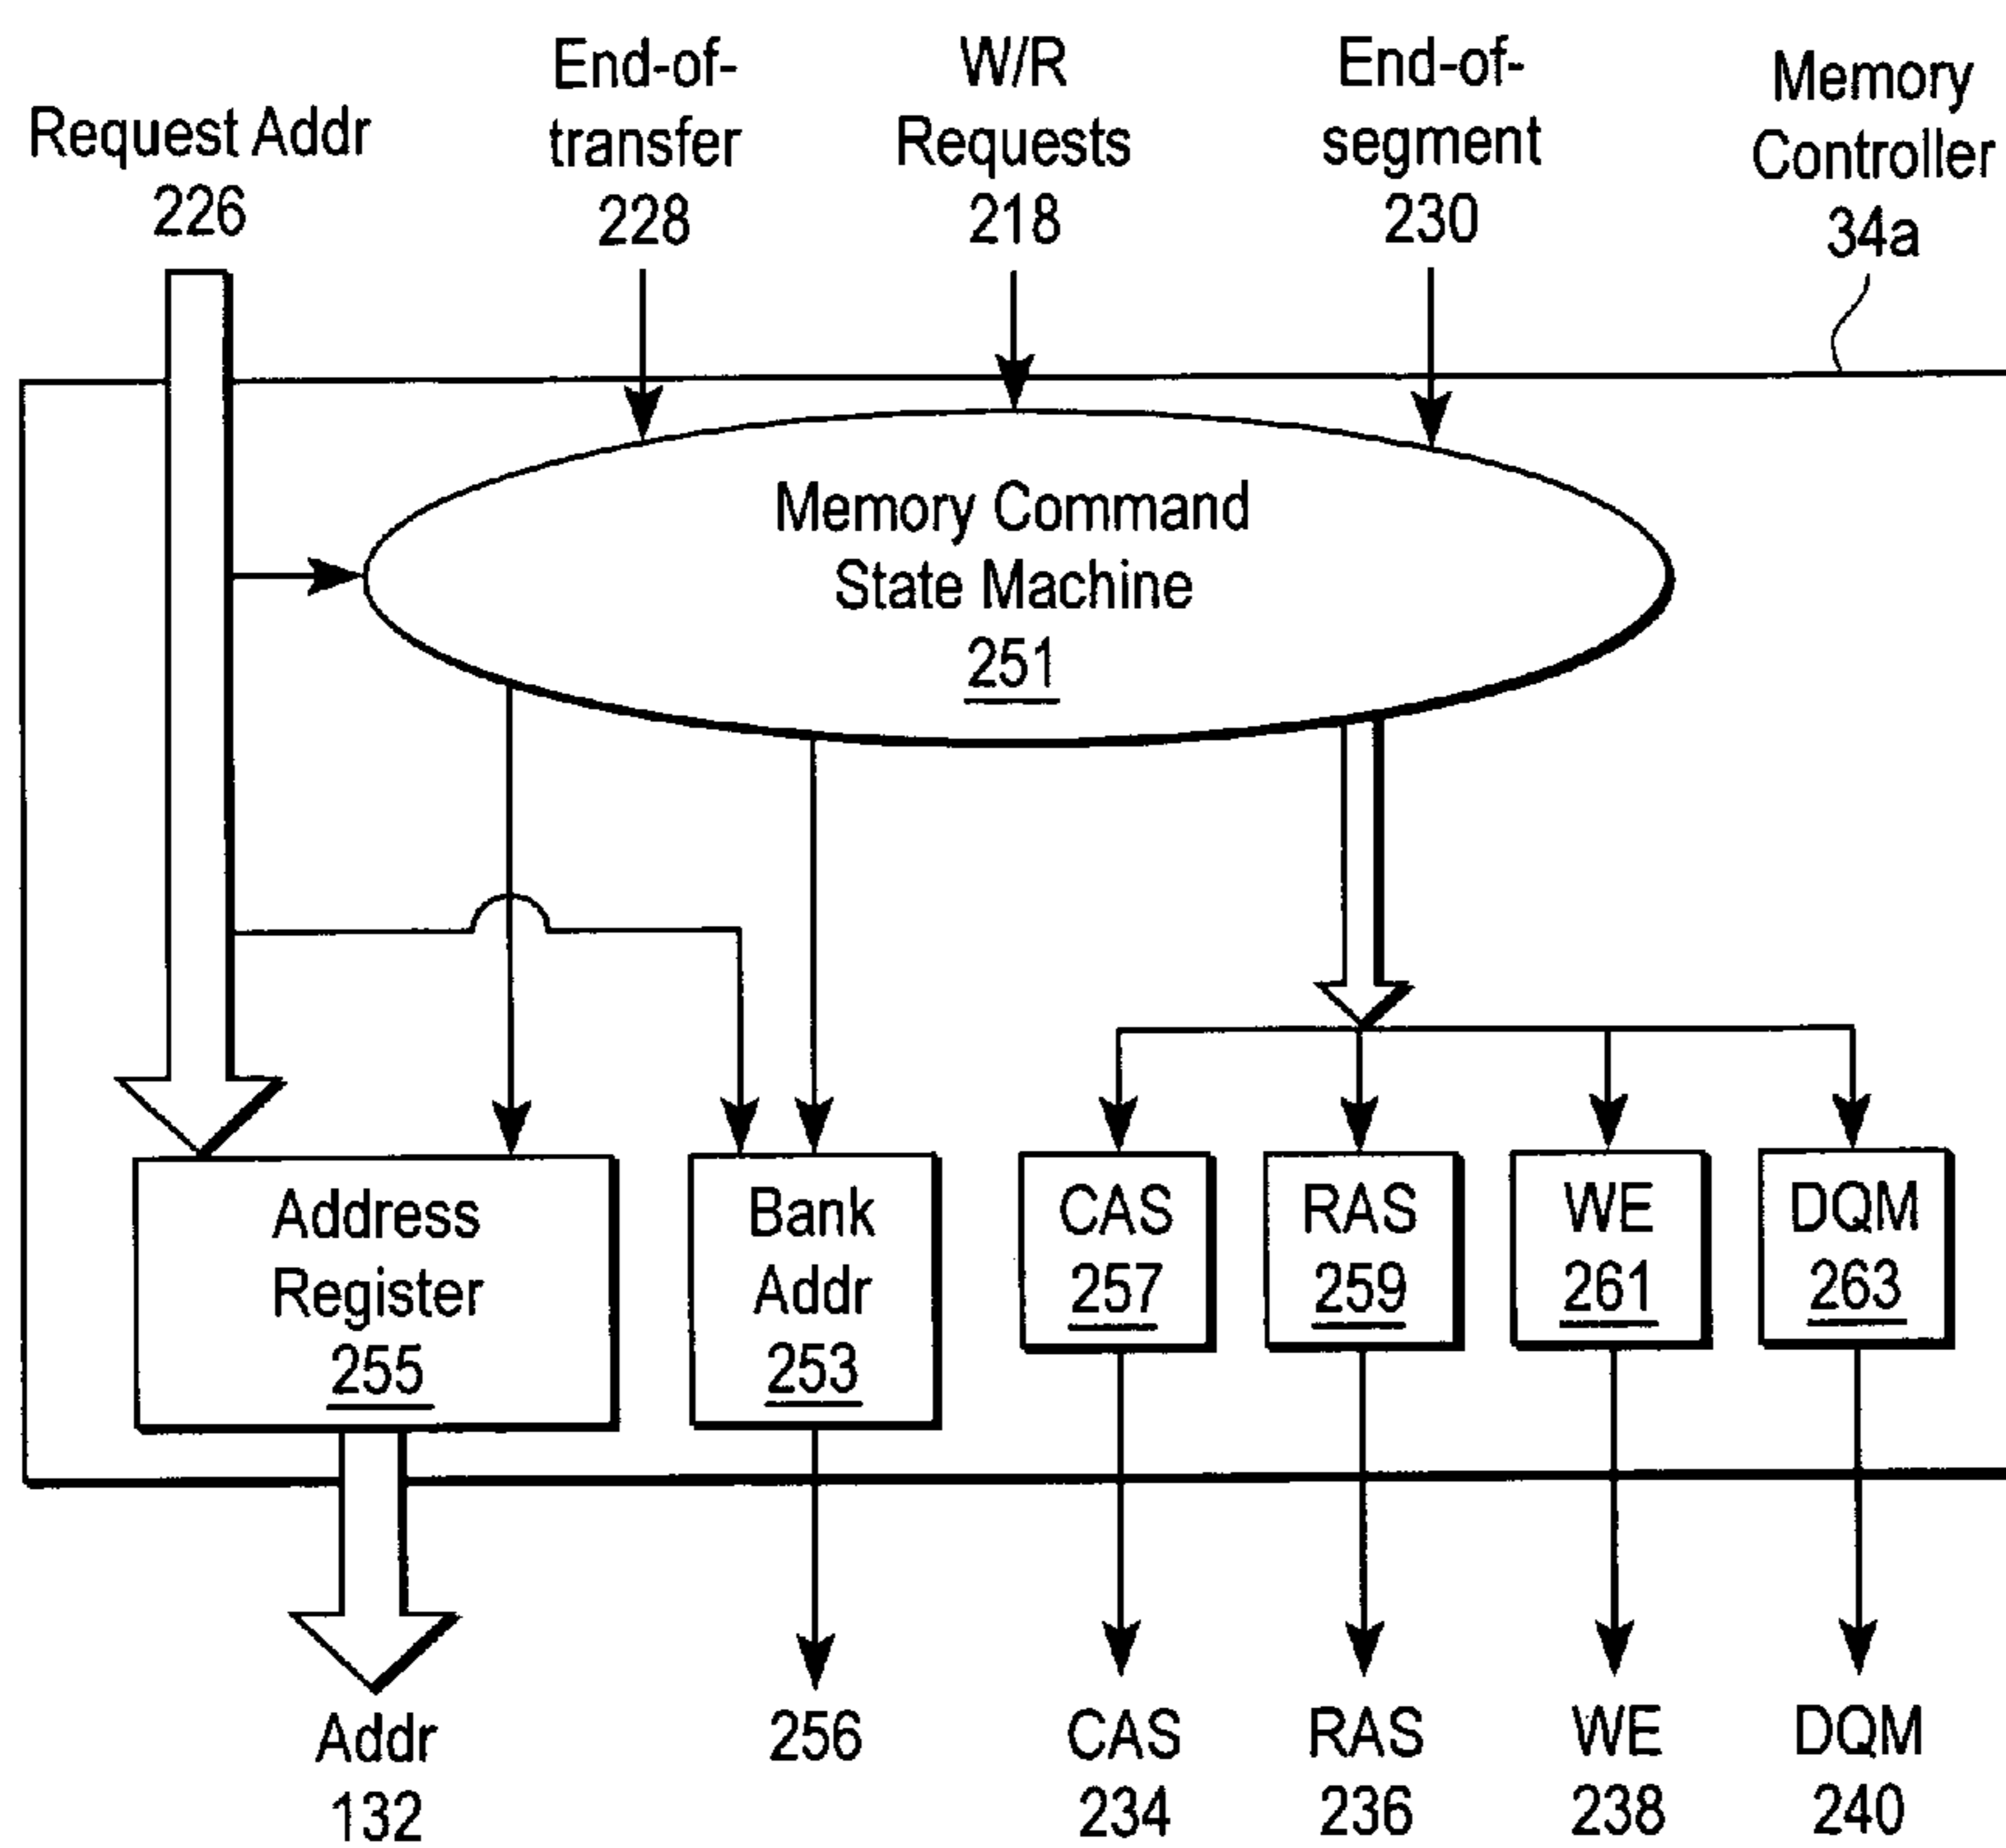 Request Addr
226
End-of-
transfer
228
W/R
Requests
218
End-of-
segment
230
Memory
Controller
34a
Memory Command
State Machine
251
Address
Register
255
Bank
Addr
253
CAS
257
RAS
259
WE
261
DQM
263
Addr
132
256
CAS
234
RAS
236
WE
238
DQM
240